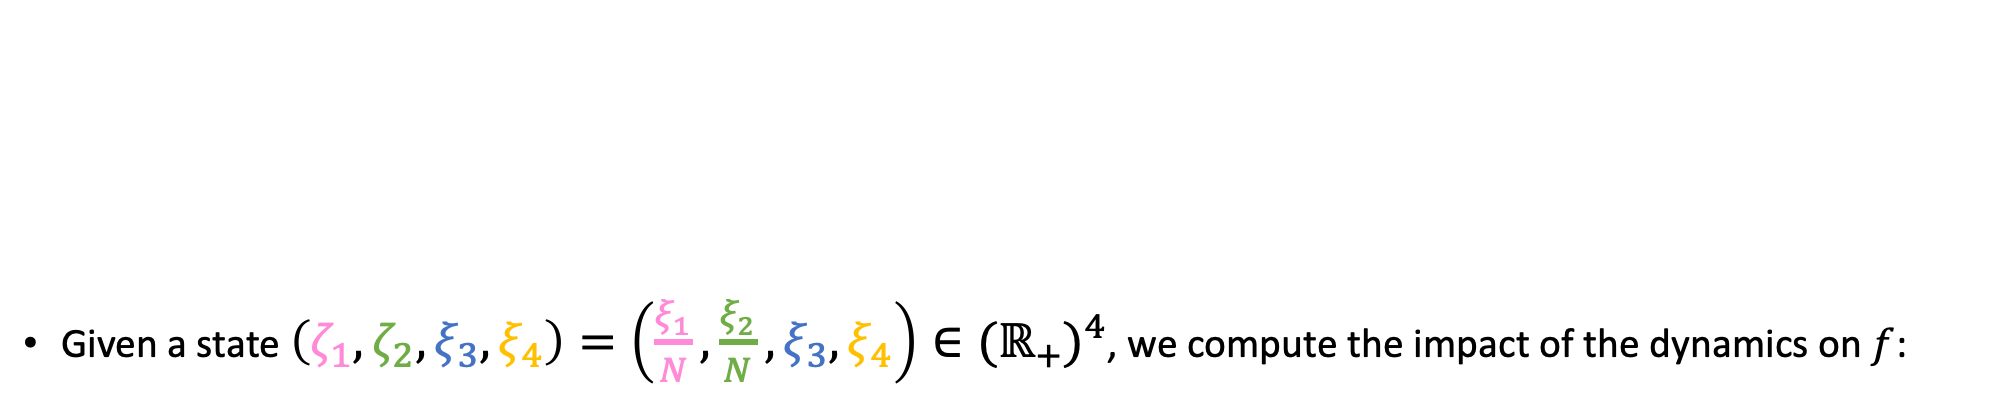 • Given a state (ζ₁, ζ₂, ξ₃, ξ₄) = (ξ₁/N, ξ₂/N, ξ₃, ξ₄) ∈ (ℝ₊)⁴, we compute the impact of the dynamics on f: